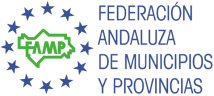 FAMP
FEDERACIÓN
ANDALUZA
DE MUNICIPIOS
Y PROVINCIAS